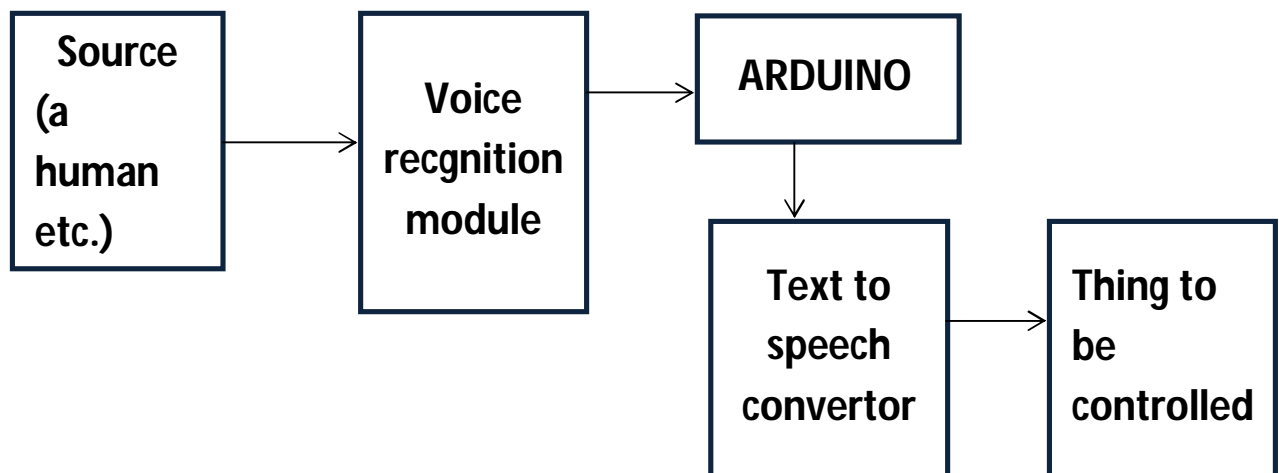 Source
(a
human
etc.)
Voice
recgnition
module
ARDUINO
Text to
speech
convertor
Thing to
be
controlled